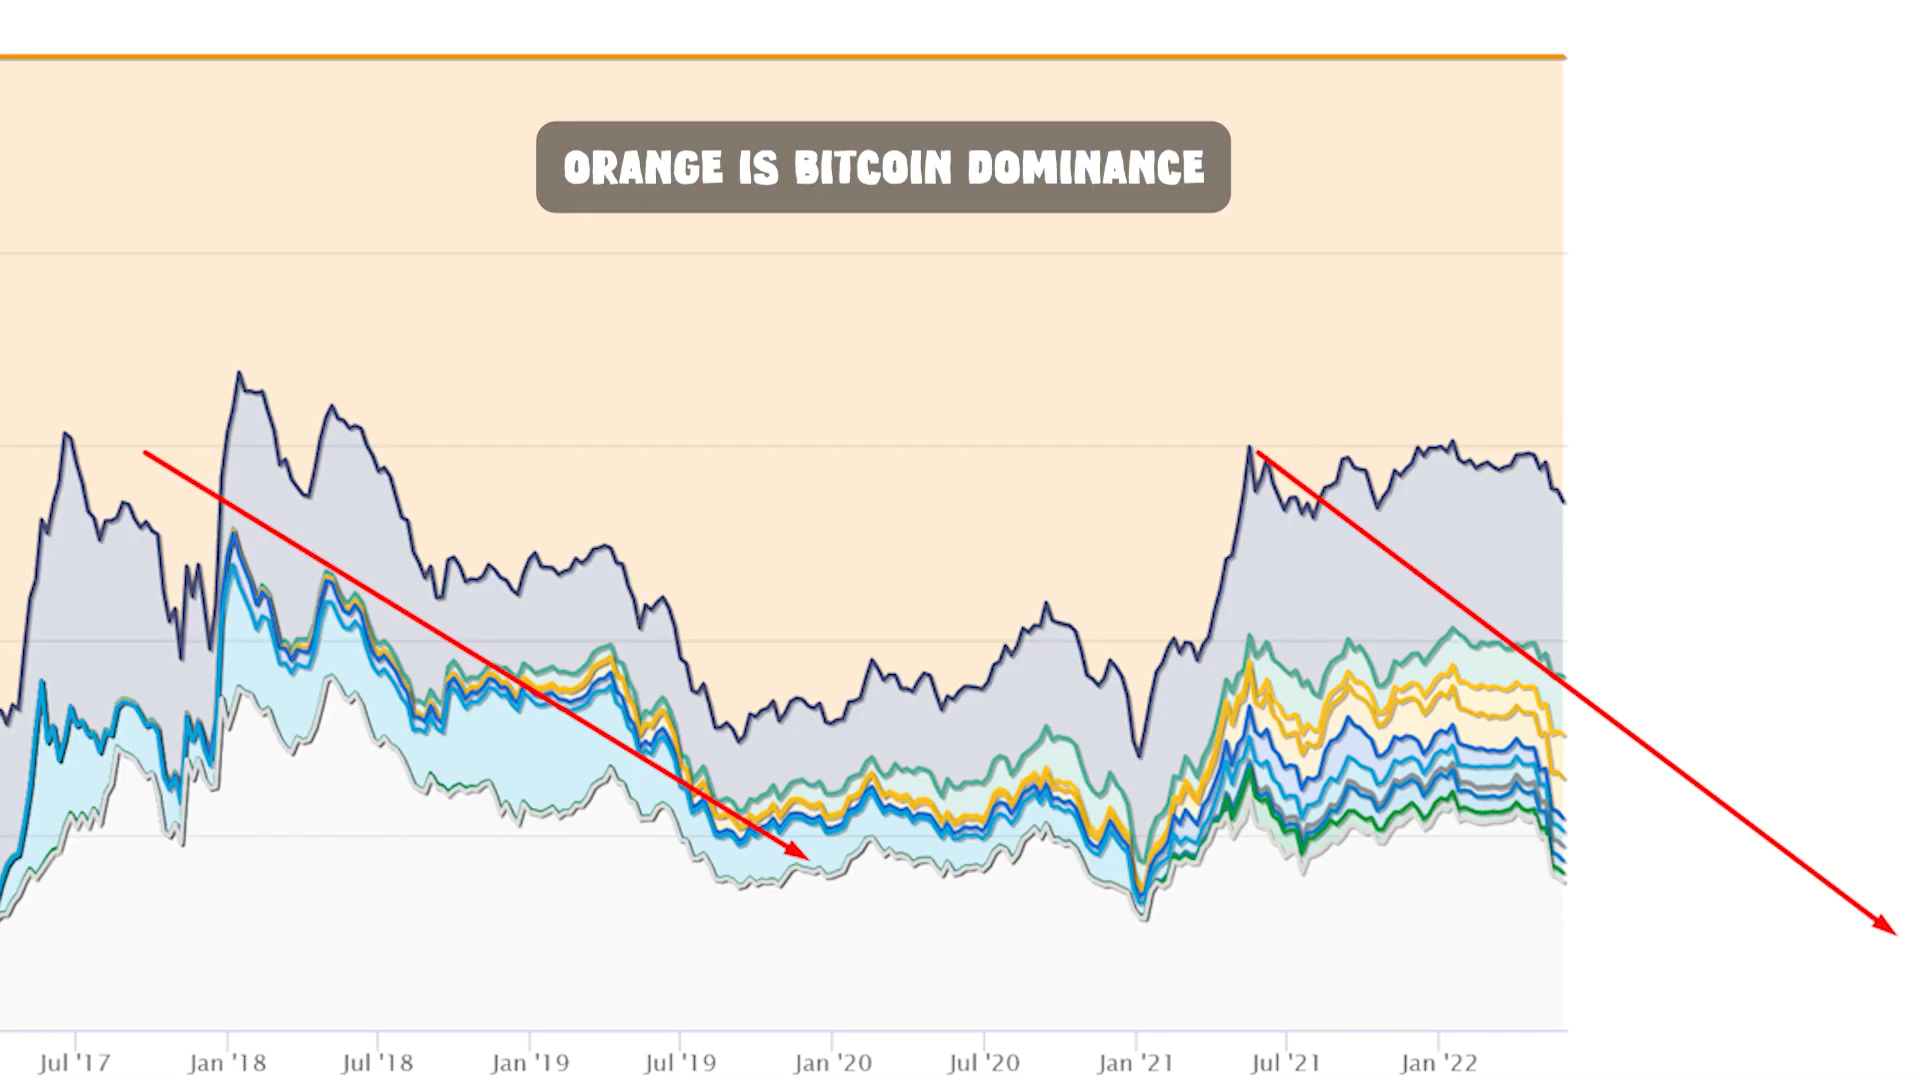 ORANGE IS BITCOIN DOMINANCE
Jul '17 Jan '18 Jul '18 Jan '19 Jul '19 Jan '20 Jul '20 Jan '21 Jul '21 Jan '22